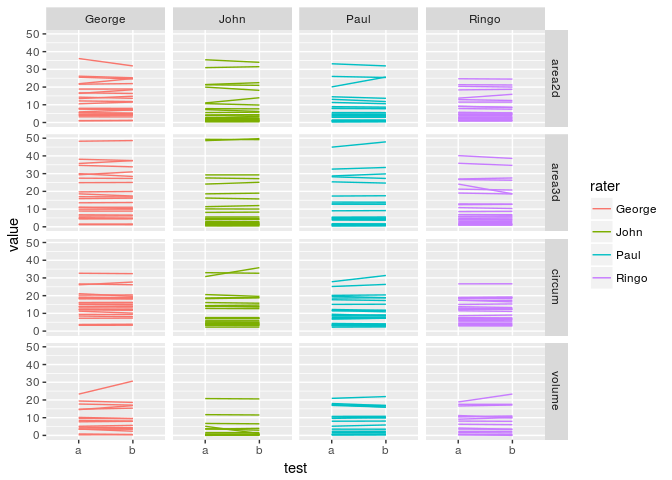 George John Paul Ringo
50
40
30
20
10
0
area2d
50
40
30
20
10
0
area3d
50
40
30
20
10
0
circum
50
40
30
20
10
0
volume
a b a b a b a b
test
value
rater
George
John
Paul
Ringo